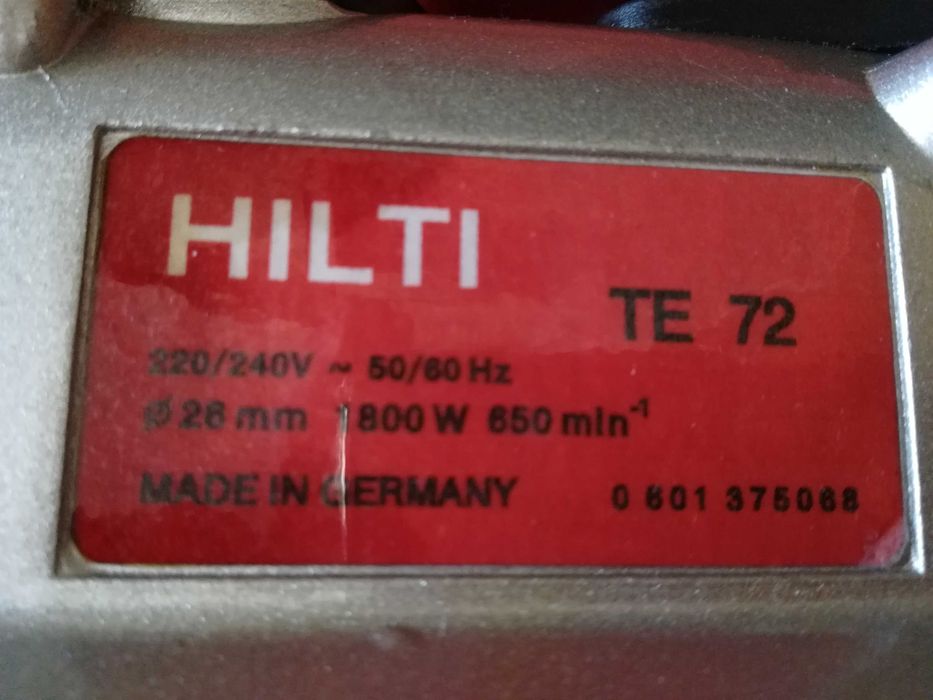 HILTI
TE 72
220/240V ~ 50/60 Hz
ø 26 mm 1800 W 650 min⁻¹
MADE IN GERMANY
0 601 375068